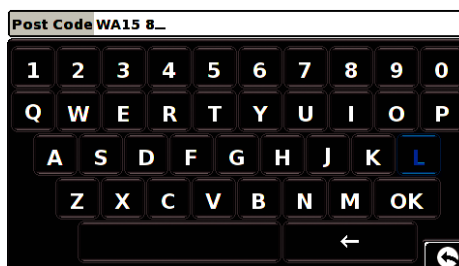 Post Code WA15 8_
1 2 3 4 5 6 7 8 9 0
Q W E R T Y U I O P
A S D F G H J K L
Z X C V B N M OK
←